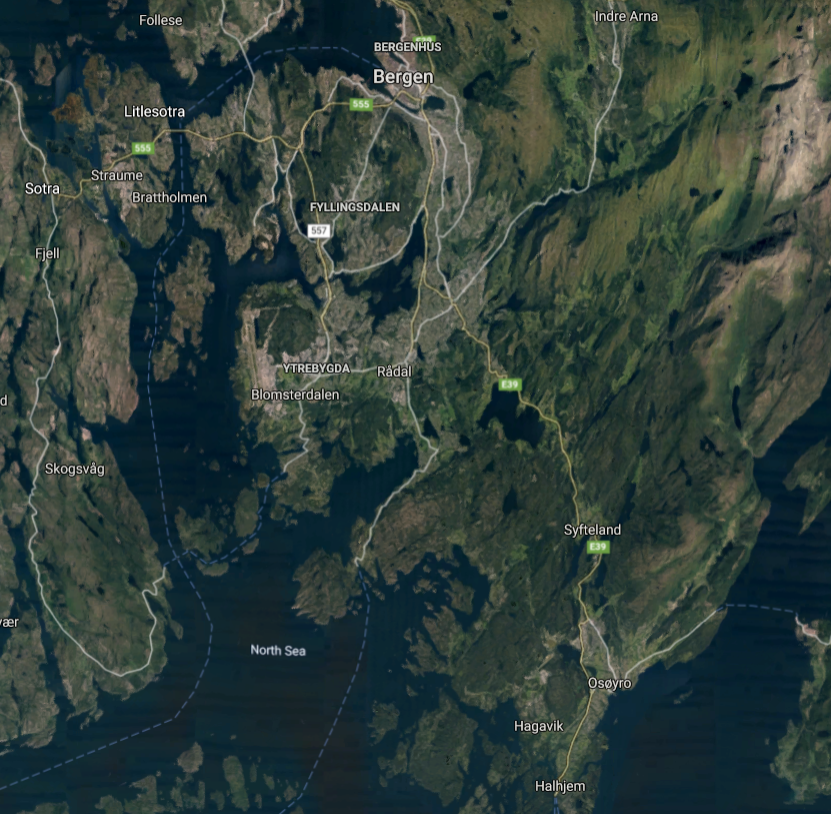 Follese
Indre Arna
E39
BERGENHUS
Bergen
555
Litlesotra
555
Straume
Sotra
Brattholmen
FYLLINGSDALEN
557
Fjell
YTREBYGDA
Rådal
E39
Blomsterdalen
d
Skogsvåg
Syfteland
E39
vær
North Sea
Osøyro
Hagavik
Halhjem